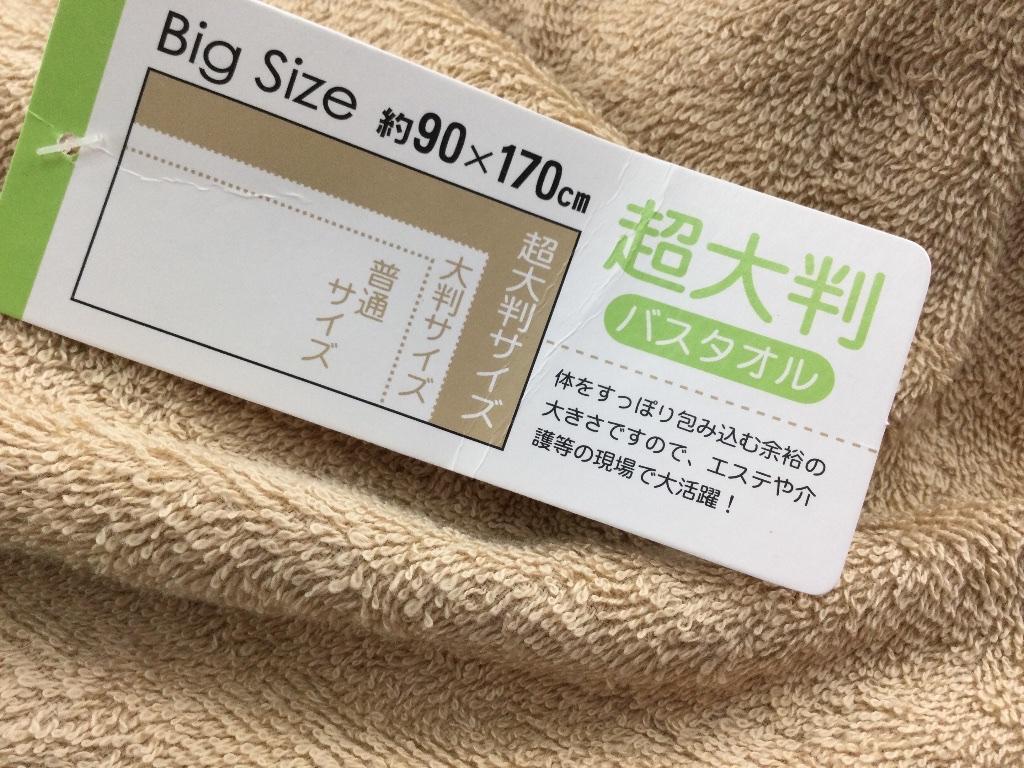 Big Size 約90×170cm
超大判サイズ
大判サイズ
普通
サイズ
超大判
バスタオル
体をすっぽり包み込む余裕の
大きさですので、エステや介
護等の現場で大活躍！